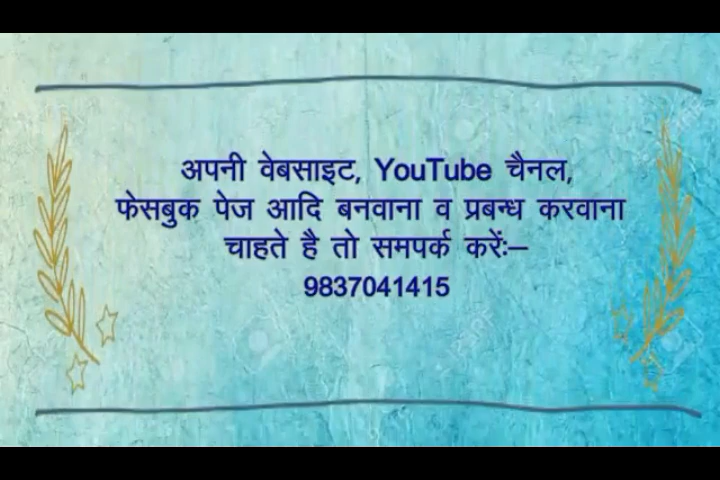 अपनी वेबसाइट, YouTube चैनल,
फेसबुक पेज आदि बनवाना व प्रबन्ध करवाना
चाहते है तो समपर्क करेंः–
9837041415